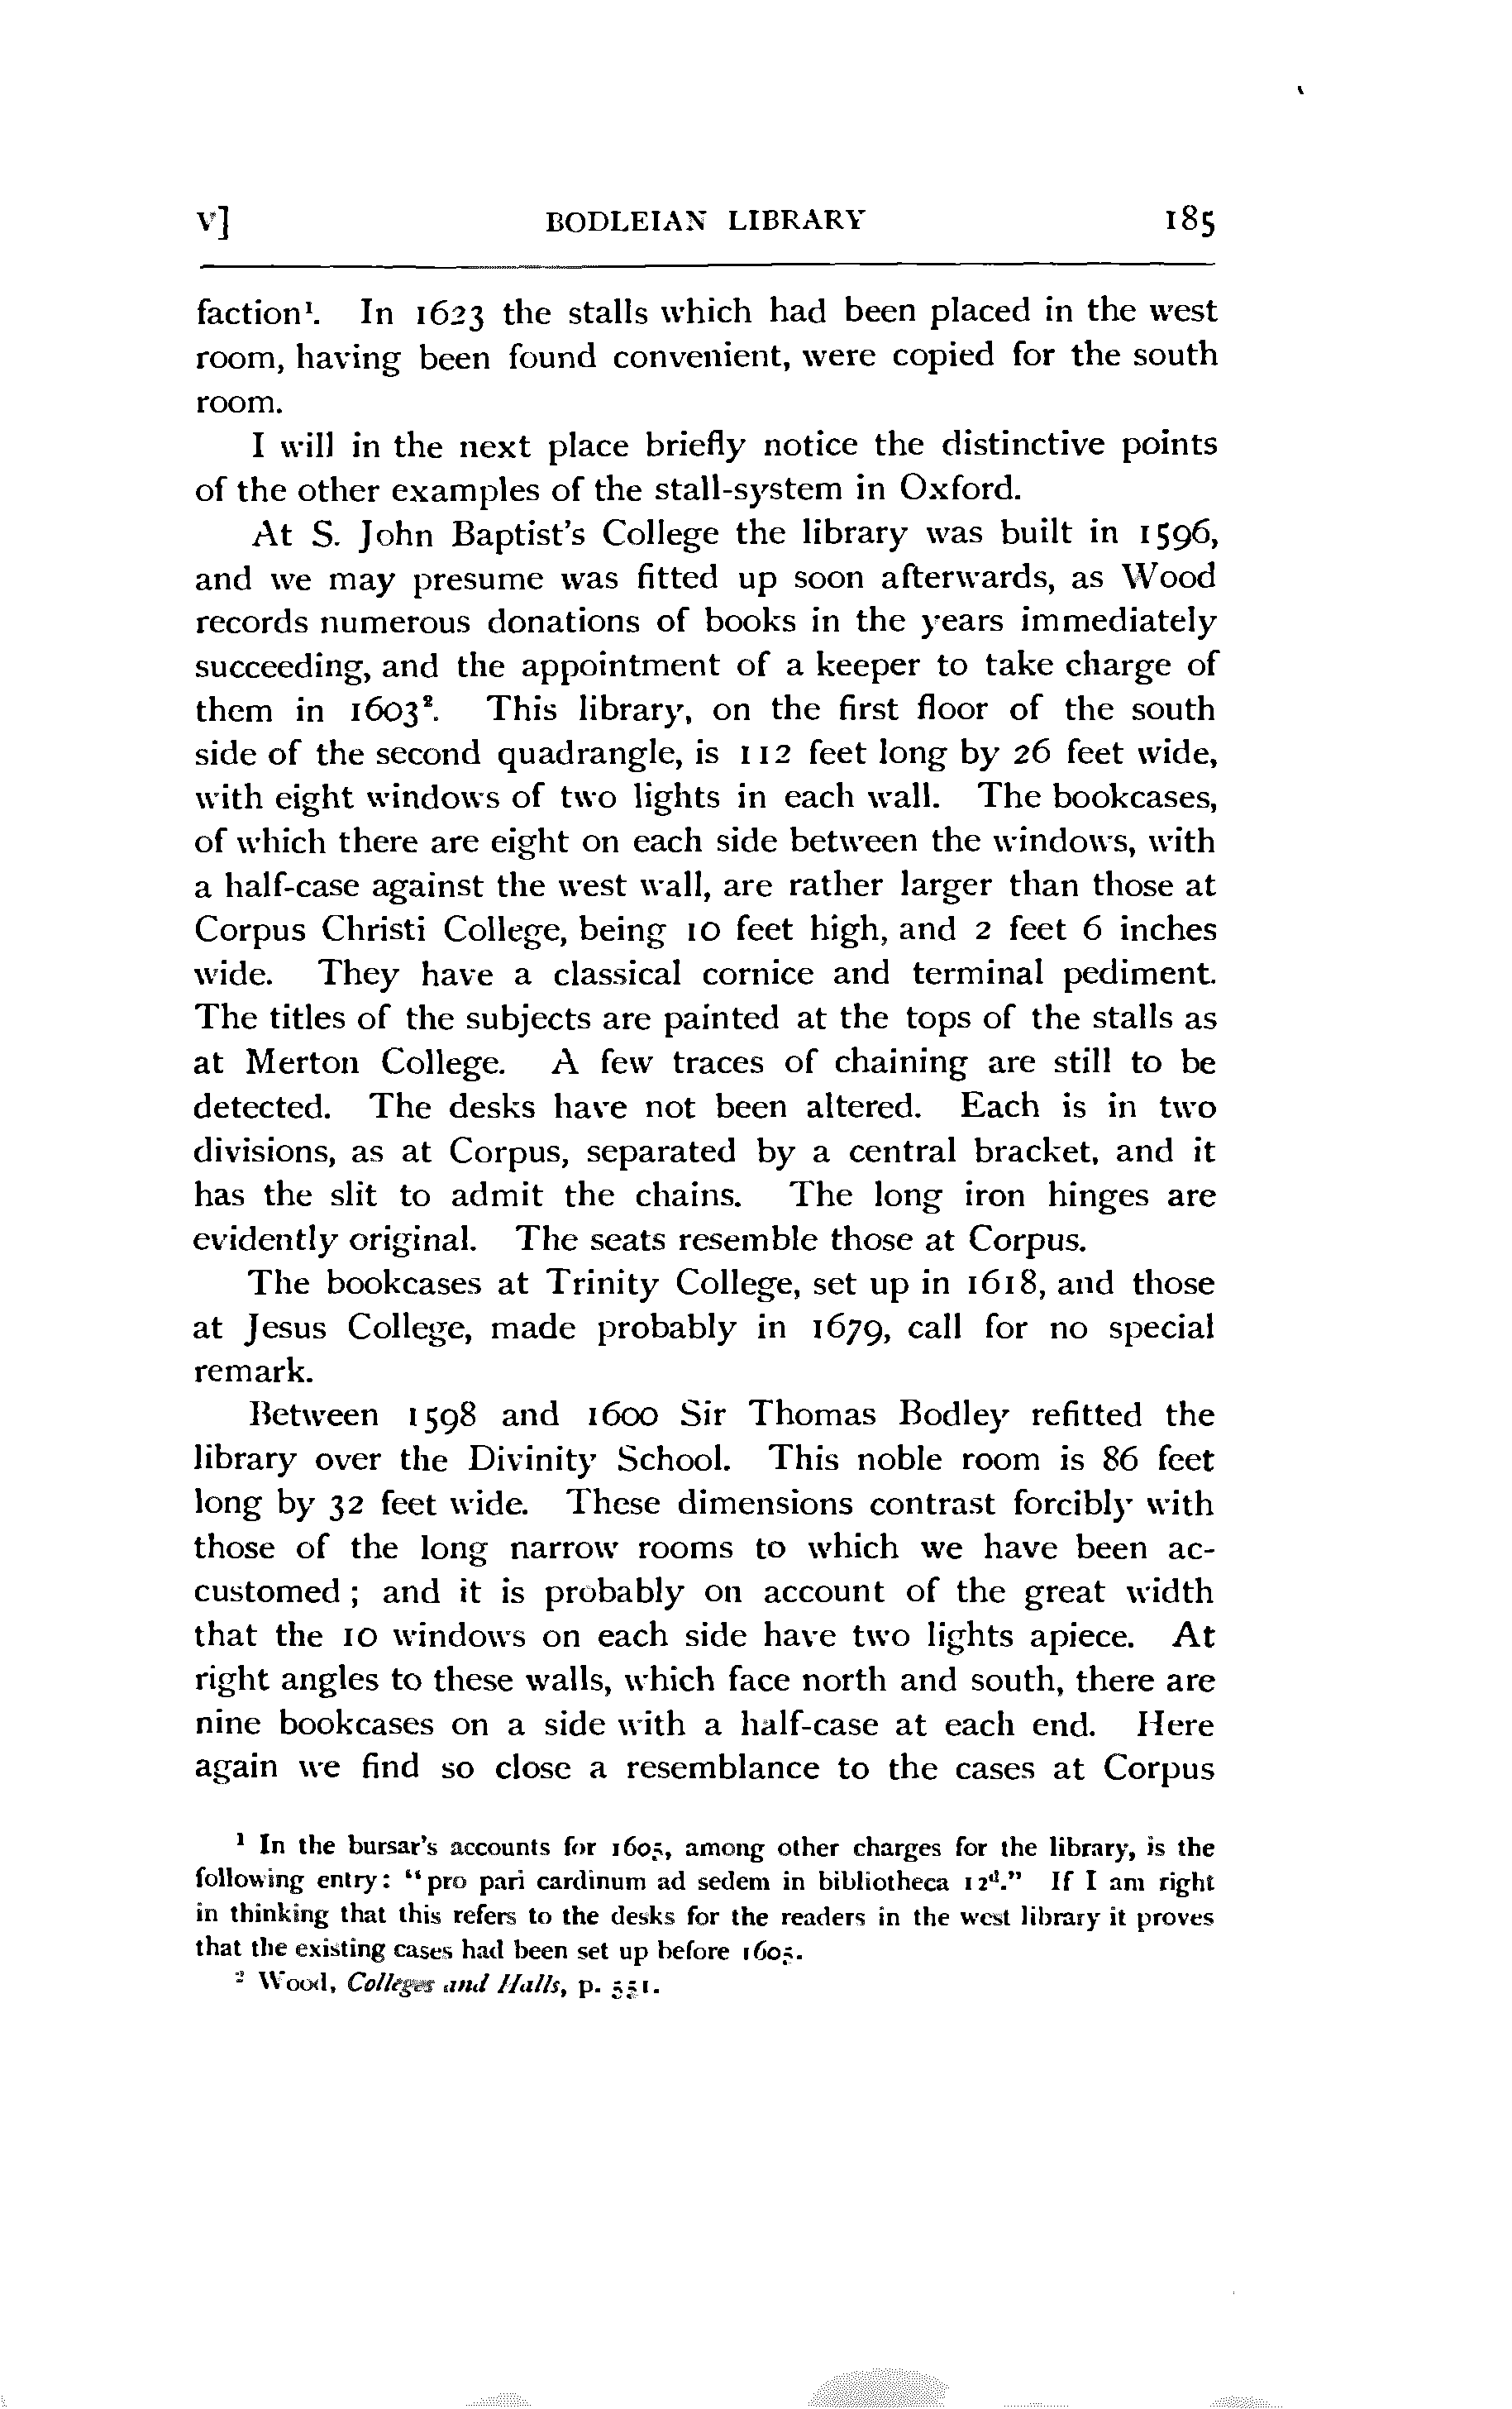 V] BODLEIAN LIBRARY 185
faction¹. In 1623 the stalls which had been placed in the west
room, having been found convenient, were copied for the south
room.
I will in the next place briefly notice the distinctive points
of the other examples of the stall-system in Oxford.
At S. John Baptist's College the library was built in 1596,
and we may presume was fitted up soon afterwards, as Wood
records numerous donations of books in the years immediately
succeeding, and the appointment of a keeper to take charge of
them in 1603². This library, on the first floor of the south
side of the second quadrangle, is 112 feet long by 26 feet wide,
with eight windows of two lights in each wall. The bookcases,
of which there are eight on each side between the windows, with
a half-case against the west wall, are rather larger than those at
Corpus Christi College, being 10 feet high, and 2 feet 6 inches
wide. They have a classical cornice and terminal pediment.
The titles of the subjects are painted at the tops of the stalls as
at Merton College. A few traces of chaining are still to be
detected. The desks have not been altered. Each is in two
divisions, as at Corpus, separated by a central bracket, and it
has the slit to admit the chains. The long iron hinges are
evidently original. The seats resemble those at Corpus.
The bookcases at Trinity College, set up in 1618, and those
at Jesus College, made probably in 1679, call for no special
remark.
Between 1598 and 1600 Sir Thomas Bodley refitted the
library over the Divinity School. This noble room is 86 feet
long by 32 feet wide. These dimensions contrast forcibly with
those of the long narrow rooms to which we have been ac-
customed; and it is probably on account of the great width
that the 10 windows on each side have two lights apiece. At
right angles to these walls, which face north and south, there are
nine bookcases on a side with a half-case at each end. Here
again we find so close a resemblance to the cases at Corpus
¹ In the bursar's accounts for 1605, among other charges for the library, is the
following entry: "pro pari cardinum ad sedem in bibliotheca 12ᵈ." If I am right
in thinking that this refers to the desks for the readers in the west library it proves
that the existing cases had been set up before 1605.
² Wood, Colleges and Halls, p. 551.